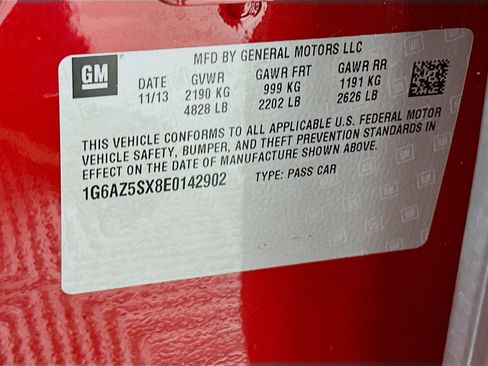 MFD BY GENERAL MOTORS LLC
GM
DATE GVWR GAWR FRT GAWR RR
11/13 2190 KG 999 KG 1191 KG
4828 LB 2202 LB 2626 LB
THIS VEHICLE CONFORMS TO ALL APPLICABLE U.S. FEDERAL MOTOR
VEHICLE SAFETY, BUMPER, AND THEFT PREVENTION STANDARDS IN
EFFECT ON THE DATE OF MANUFACTURE SHOWN ABOVE.
1G6AZ5SX8E0142902 TYPE: PASS CAR